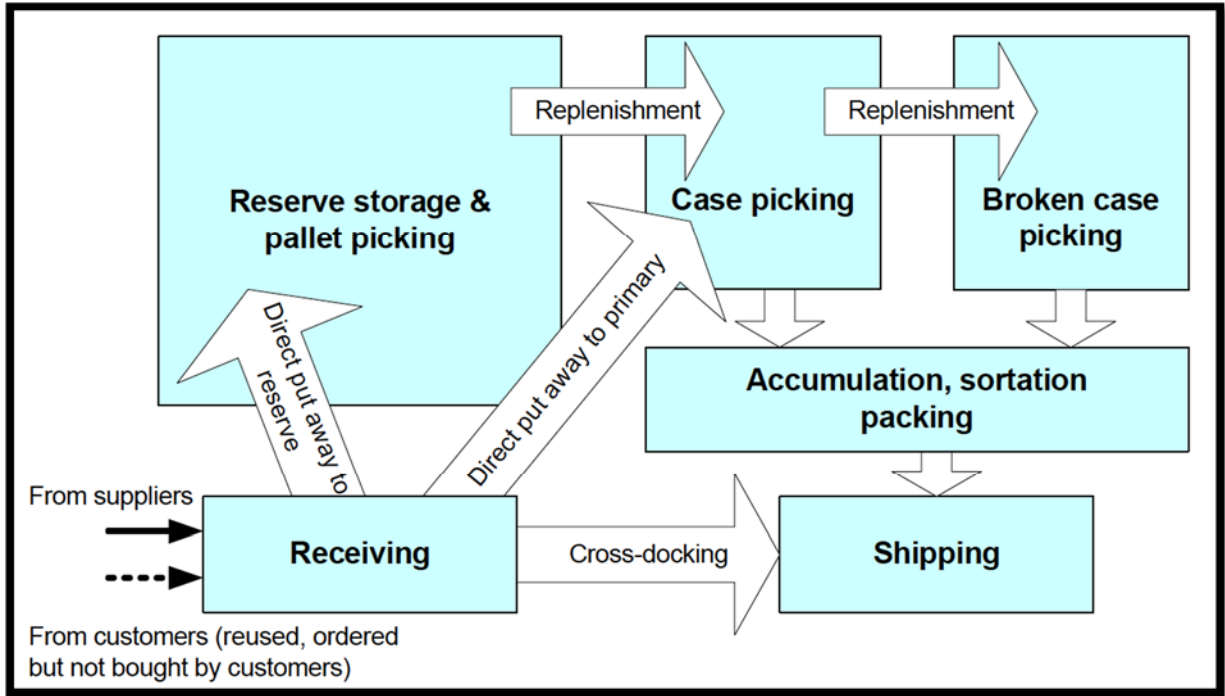 Replenishment
Replenishment
Reserve storage &
pallet picking
Case picking
Broken case
picking
Direct put away to
reserve
Direct put away to primary
Accumulation, sortation
packing
From suppliers
Receiving
Cross-docking
Shipping
From customers (reused, ordered
but not bought by customers)